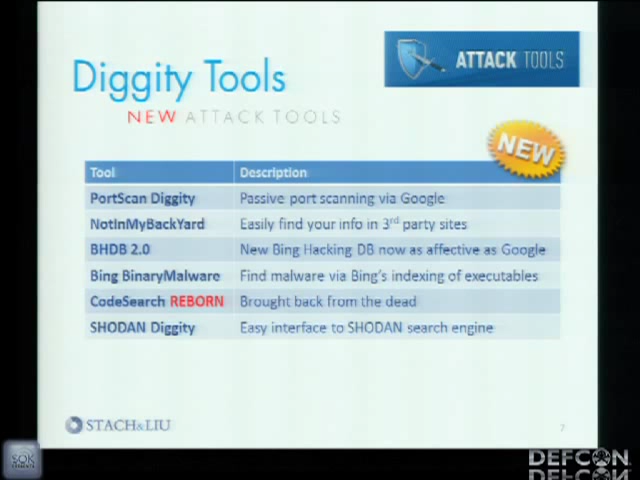 Diggity Tools
NEW ATTACK TOOLS
ATTACK TOOLS
NEW
Tool Description
PortScan Diggity Passive port scanning via Google
NotInMyBackYard Easily find your info in 3rd party sites
BHDB 2.0 New Bing Hacking DB now as affective as Google
Bing BinaryMalware Find malware via Bing's indexing of executables
CodeSearch REBORN Brought back from the dead
SHODAN Diggity Easy interface to SHODAN search engine
STACH&LIU
7
SOK
DEFCON
DEFCON